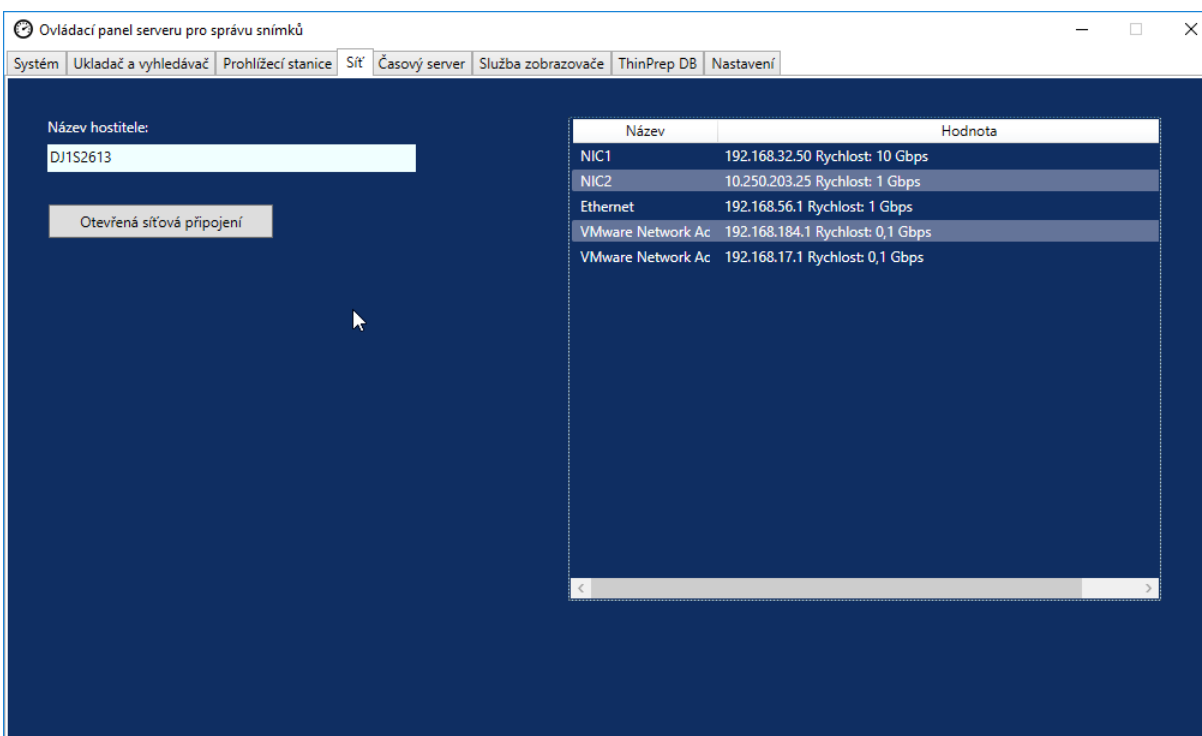 Ovládací panel serveru pro správu snímků
Systém Ukladač a vyhledávač Prohlížecí stanice Síť Časový server Služba zobrazovače ThinPrep DB Nastavení
Název hostitele:
DJ1S2613
Otevřená síťová připojení
Název Hodnota
NIC1 192.168.32.50 Rychlost: 10 Gbps
NIC2 10.250.203.25 Rychlost: 1 Gbps
Ethernet 192.168.56.1 Rychlost: 1 Gbps
VMware Network Ac 192.168.184.1 Rychlost: 0,1 Gbps
VMware Network Ac 192.168.17.1 Rychlost: 0,1 Gbps